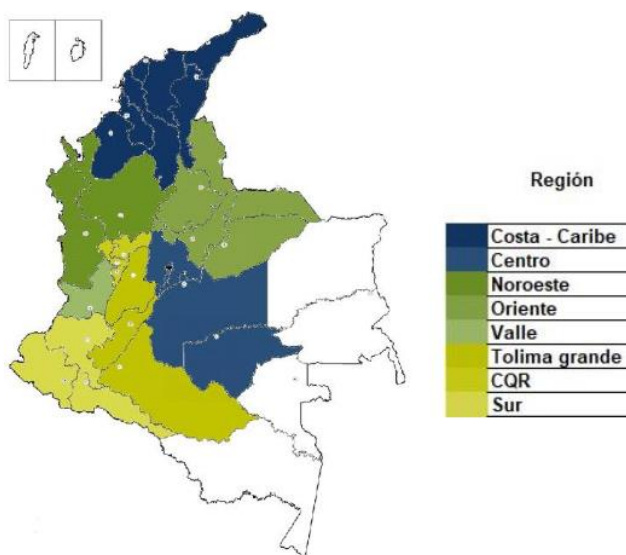 Región
Costa - Caribe
Centro
Noroeste
Oriente
Valle
Tolima grande
CQR
Sur